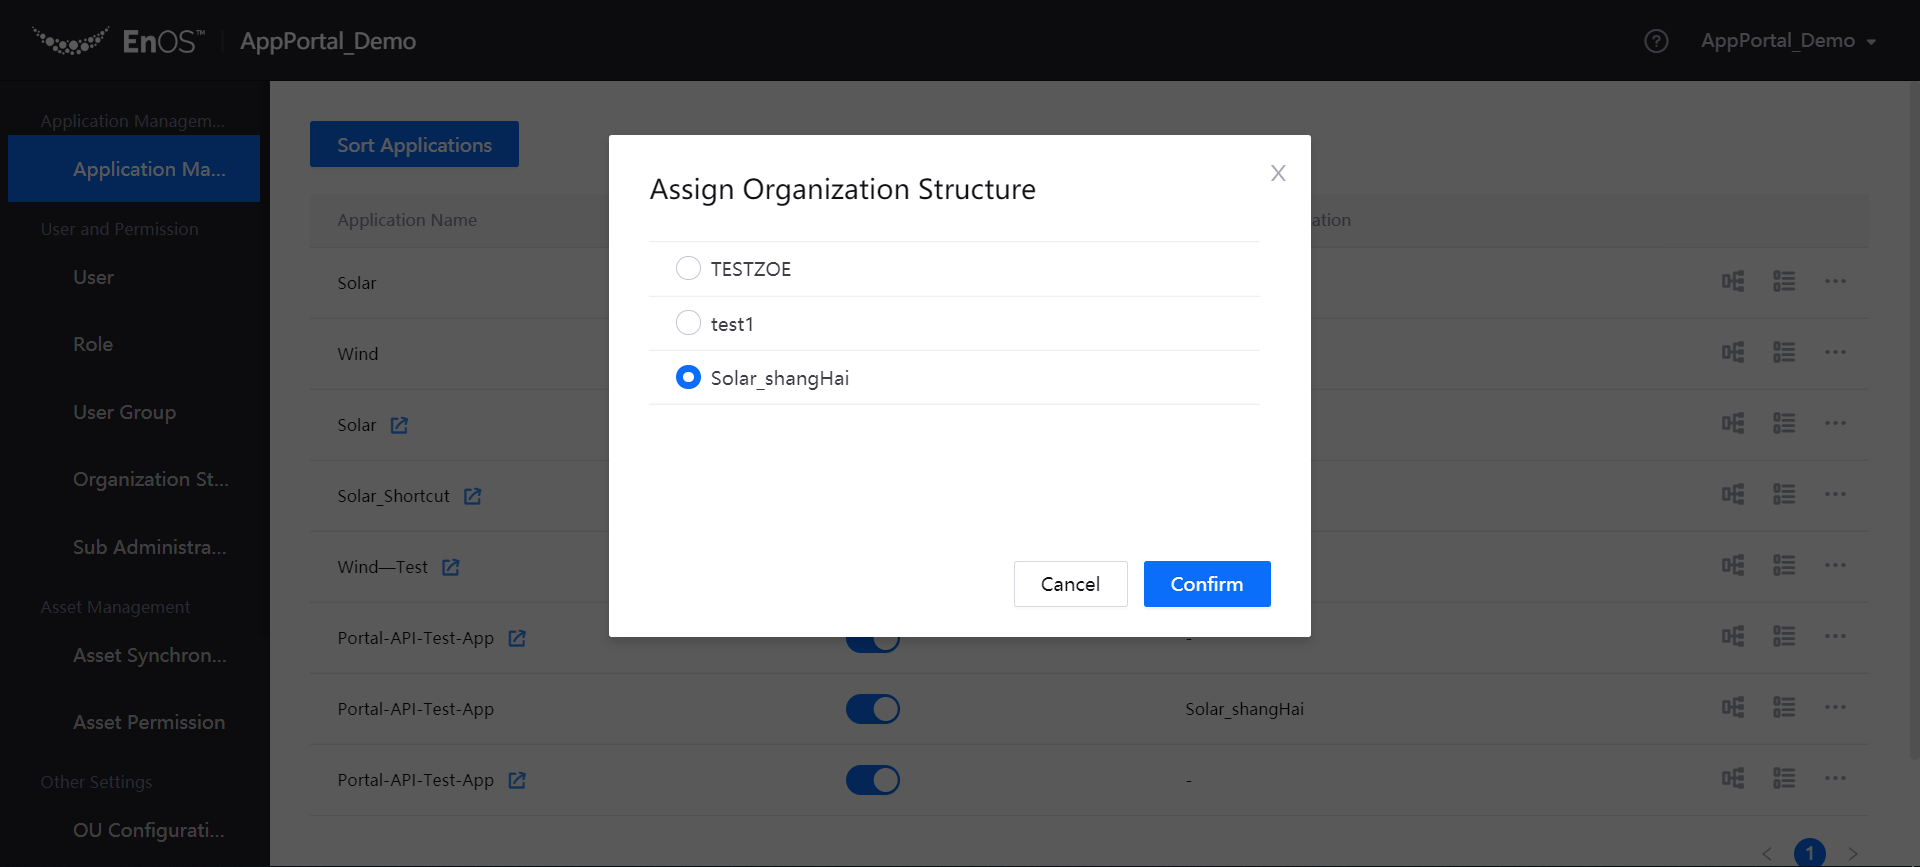 EnOS™ AppPortal_Demo
AppPortal_Demo
Application Managem...
Application Ma...
User and Permission
User
Role
User Group
Organization St...
Sub Administra...
Asset Management
Asset Synchron...
Asset Permission
Other Settings
OU Configurati...
Sort Applications
Application Name
ation
Solar
Wind
Solar
Solar_Shortcut
Wind—Test
Portal-API-Test-App -
Portal-API-Test-App Solar_shangHai
Portal-API-Test-App -
< 1 >
Assign Organization Structure
X
TESTZOE
test1
Solar_shangHai
Cancel Confirm